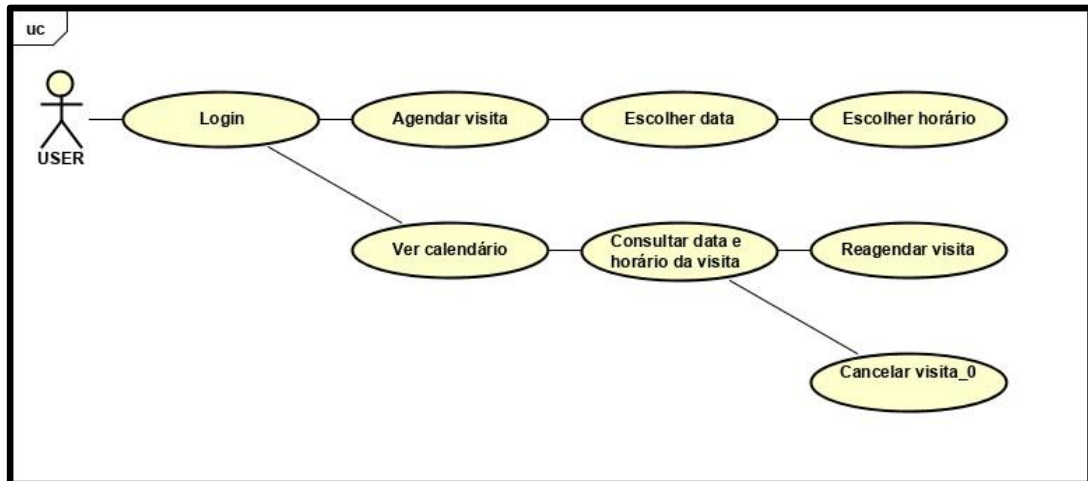 uc
USER
Login
Agendar visita
Escolher data
Escolher horário
Ver calendário
Consultar data e
horário da visita
Reagendar visita
Cancelar visita_0